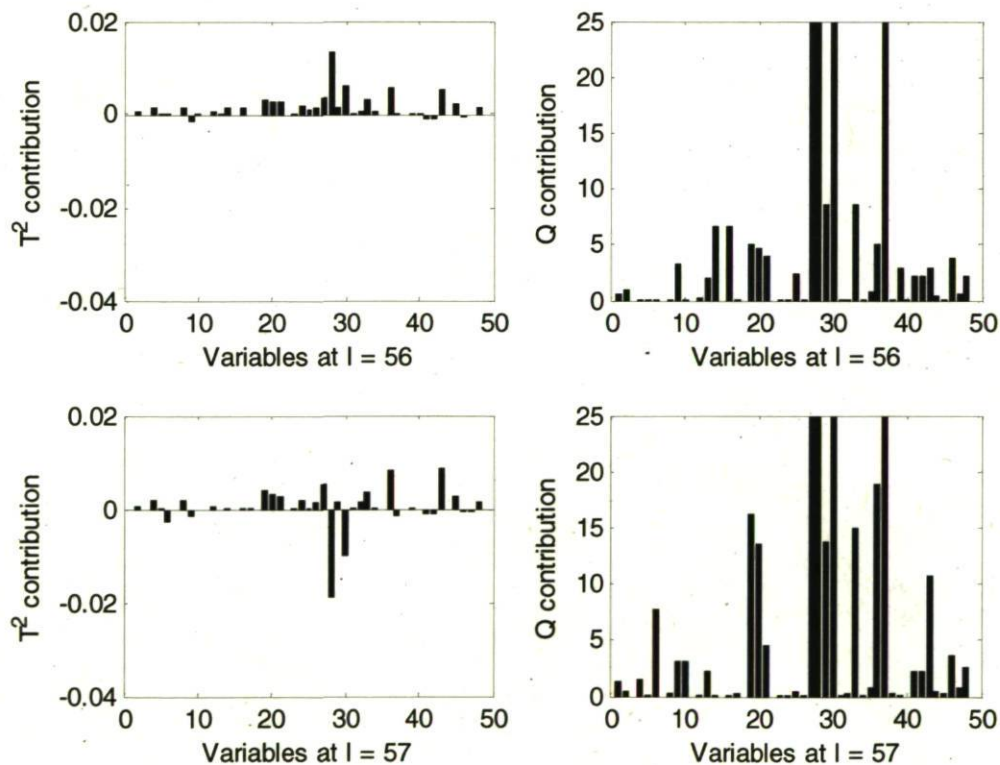 T² contribution
0.02
0
-0.02
-0.04
0 10 20 30 40 50
Variables at I = 56
Q contribution
25
20
15
10
5
0
0 10 20 30 40 50
Variables at I = 56
T² contribution
0.02
0
-0.02
-0.04
0 10 20 30 40 50
Variables at I = 57
Q contribution
25
20
15
10
5
0
0 10 20 30 40 50
Variables at I = 57